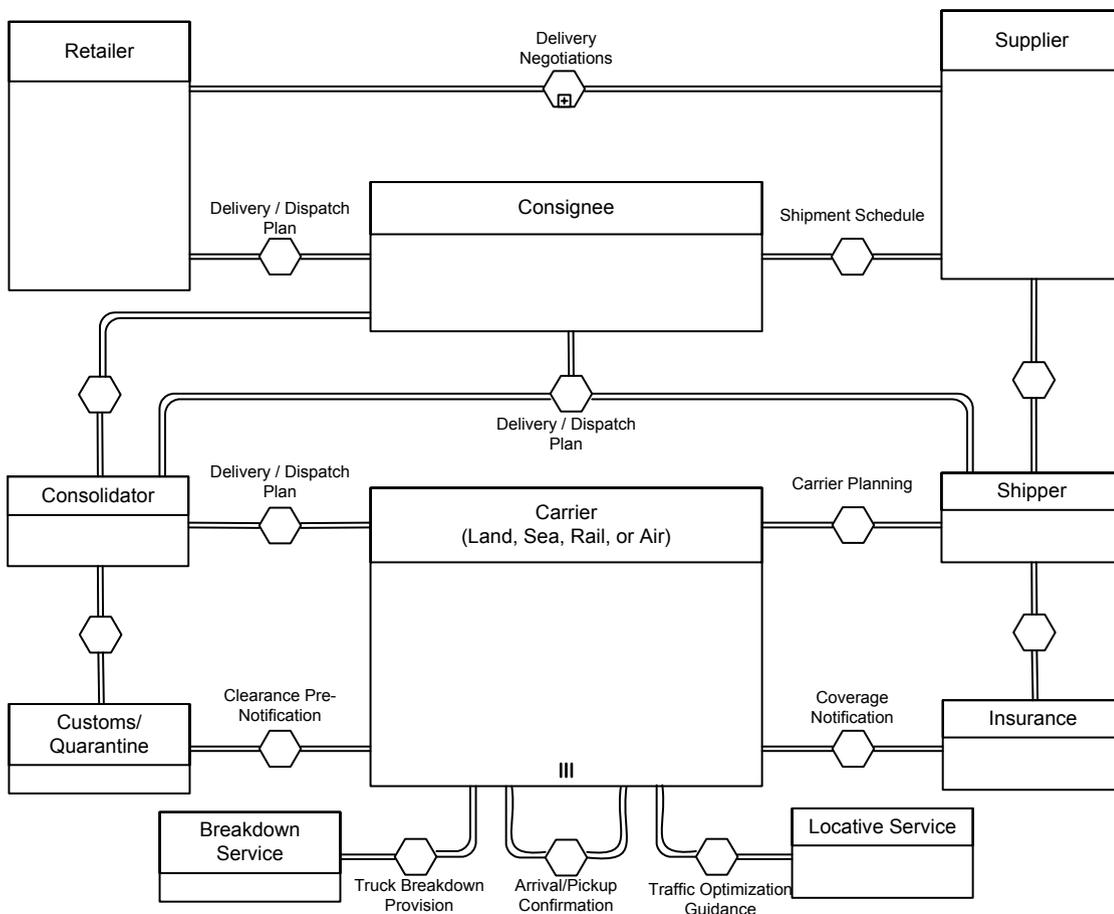 Retailer
Delivery
Negotiations
Supplier
Delivery / Dispatch
Plan
Consignee
Shipment Schedule
Delivery / Dispatch
Plan
Consolidator
Delivery / Dispatch
Plan
Carrier
(Land, Sea, Rail, or Air)
Carrier Planning
Shipper
Customs/
Quarantine
Clearance Pre-
Notification
Coverage
Notification
Insurance
Breakdown
Service
Truck Breakdown
Provision
Arrival/Pickup
Confirmation
Traffic Optimization
Guidance
Locative Service